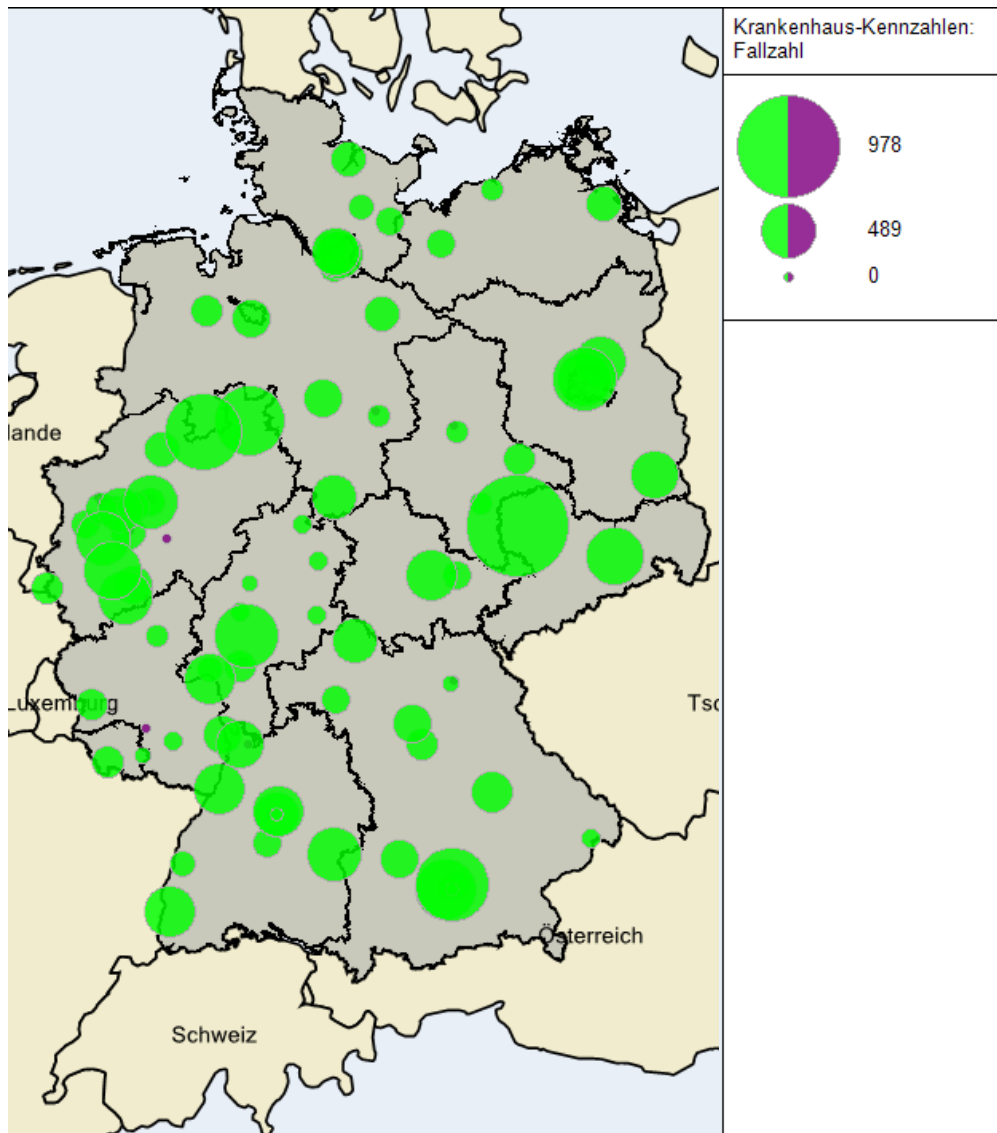 Krankenhaus-Kennzahlen:
Fallzahl
978
489
0
lande
Luxemburg
Tsc
Österreich
Schweiz